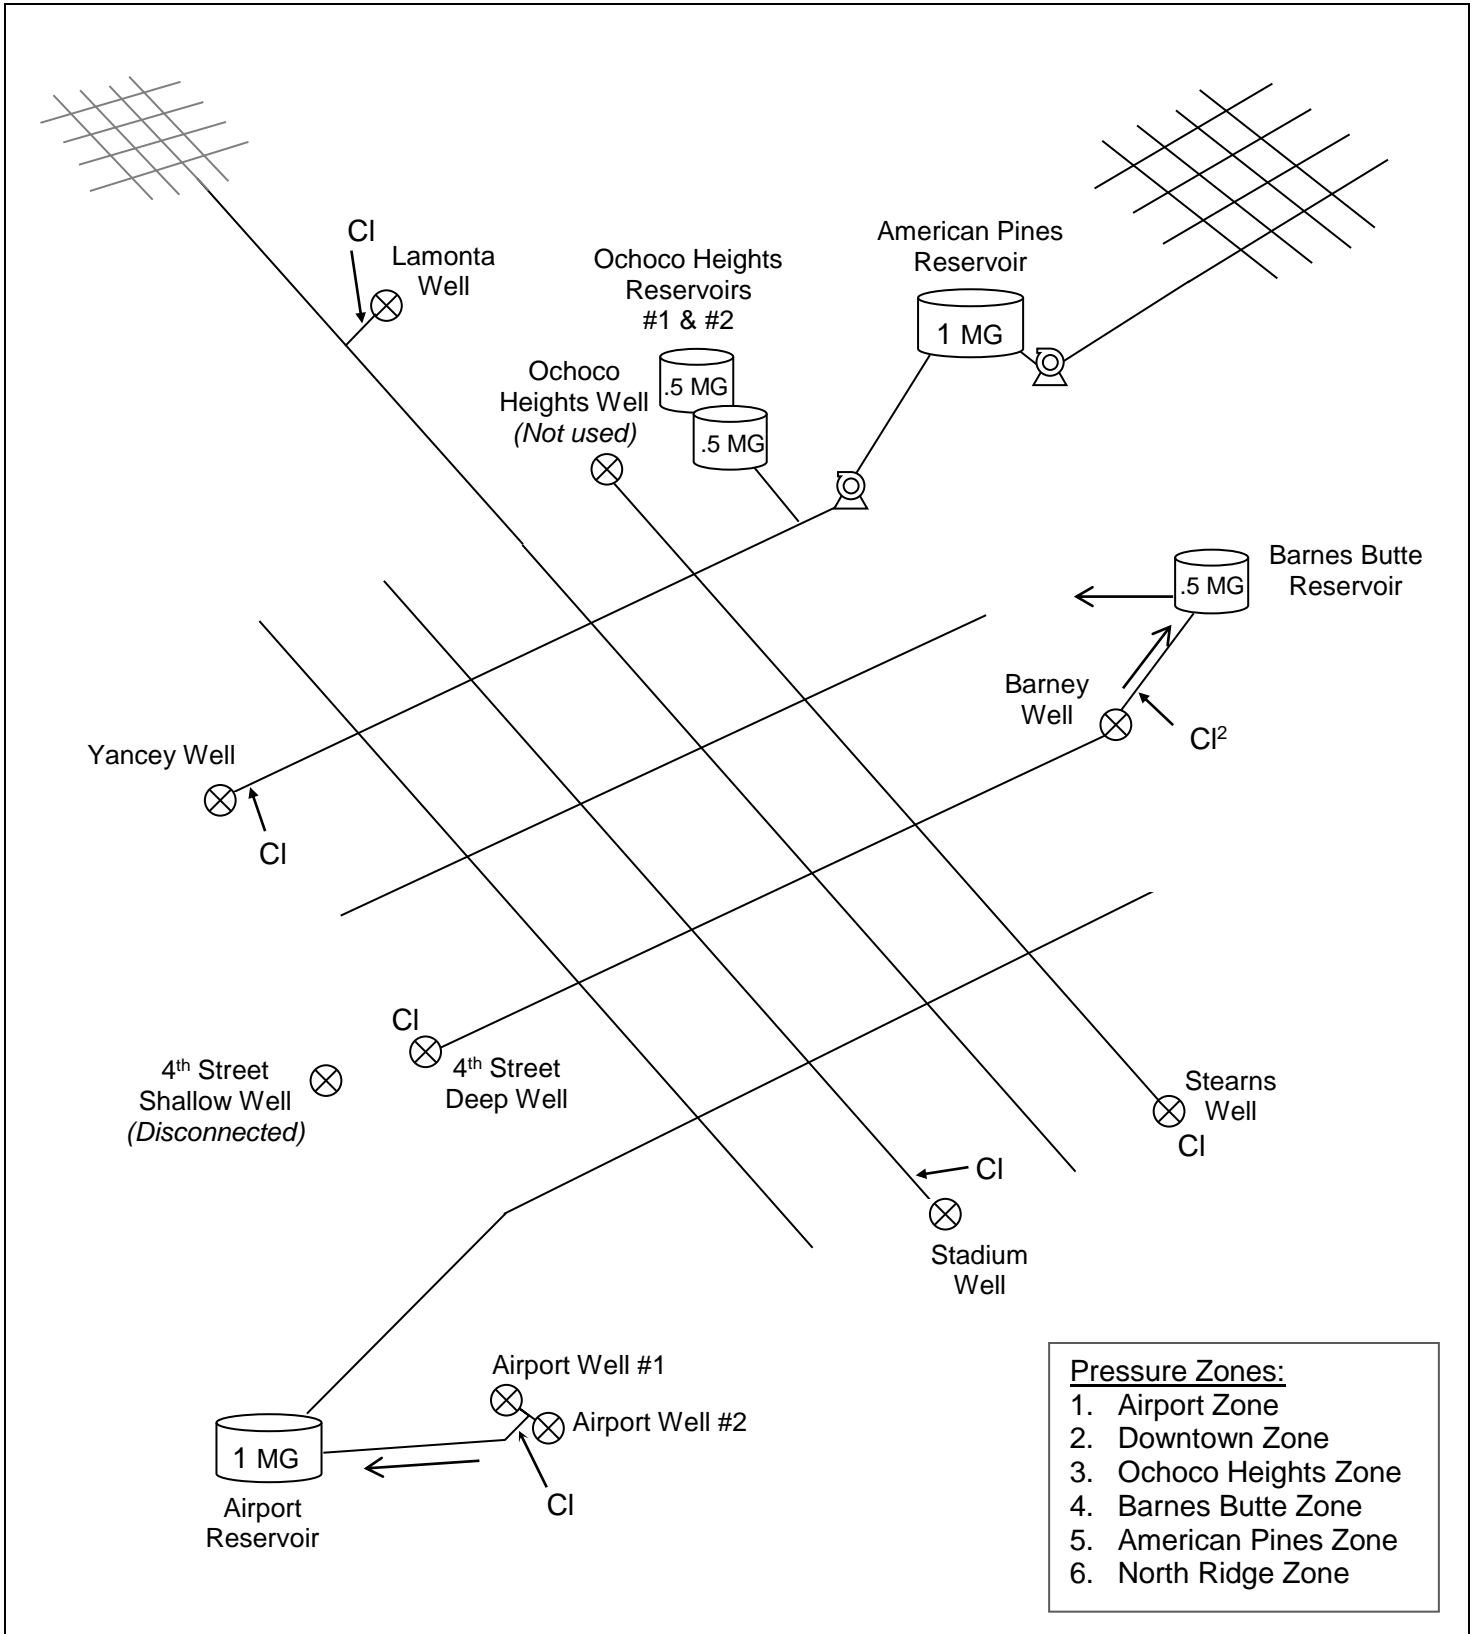 Cl
Lamonta
Well
Ochoco Heights
Reservoirs
#1 & #2
American Pines
Reservoir
1 MG
.5 MG
.5 MG
Ochoco
Heights Well
(Not used)
Barnes Butte
Reservoir
.5 MG
Barney
Well
Cl²
Yancey Well
Cl
Cl
4th Street
Deep Well
4th Street
Shallow Well
(Disconnected)
Stearns
Well
Cl
Cl
Stadium
Well
Airport Well #1
Airport Well #2
Cl
1 MG
Airport
Reservoir
Pressure Zones:
1. Airport Zone
2. Downtown Zone
3. Ochoco Heights Zone
4. Barnes Butte Zone
5. American Pines Zone
6. North Ridge Zone